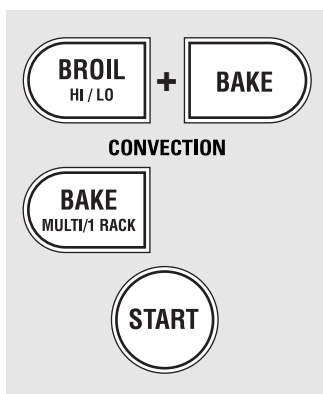 BROIL
HI / LO
+
BAKE
CONVECTION
BAKE
MULTI/1 RACK
START